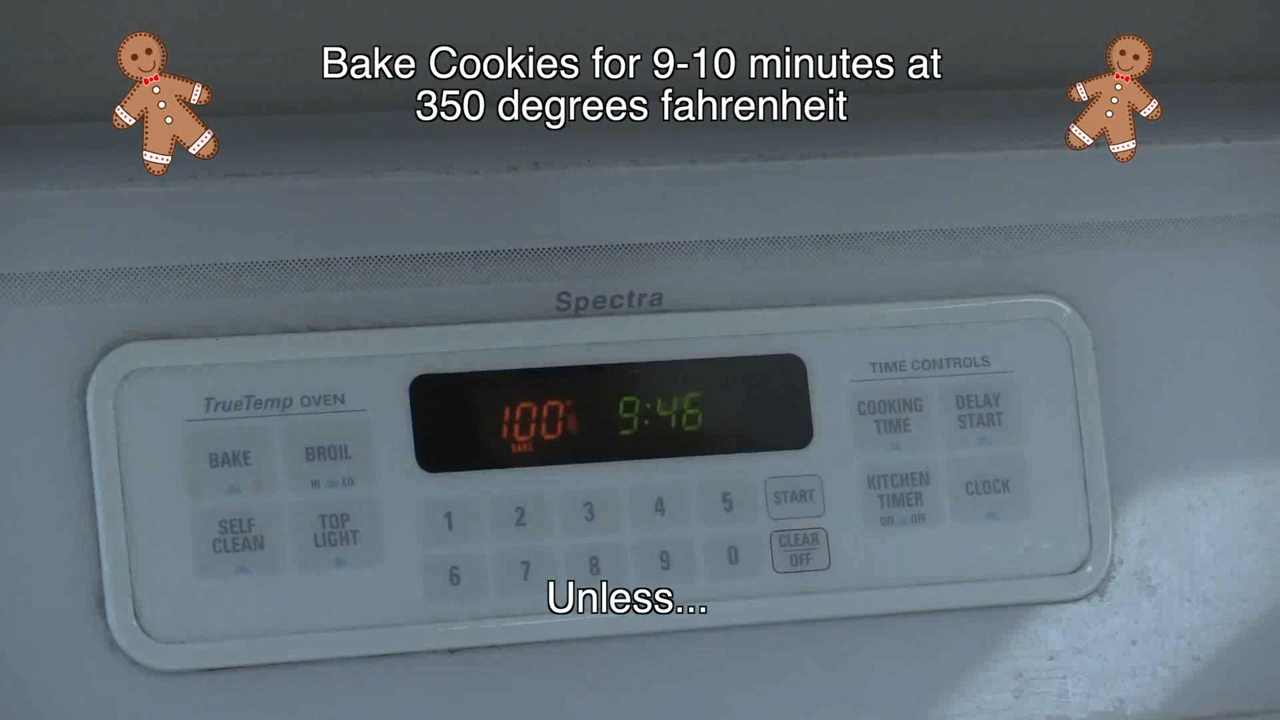 Bake Cookies for 9-10 minutes at
350 degrees fahrenheit
Spectra
TrueTemp OVEN
BAKE
BROIL
HI LO
SELF
CLEAN
TOP
LIGHT
100°
BAKE
9:46
1 2 3 4 5
START
6 7 8 9 0
CLEAR
OFF
TIME CONTROLS
COOKING
TIME
DELAY
START
KITCHEN
TIMER
ON OFF
CLOCK
Unless...